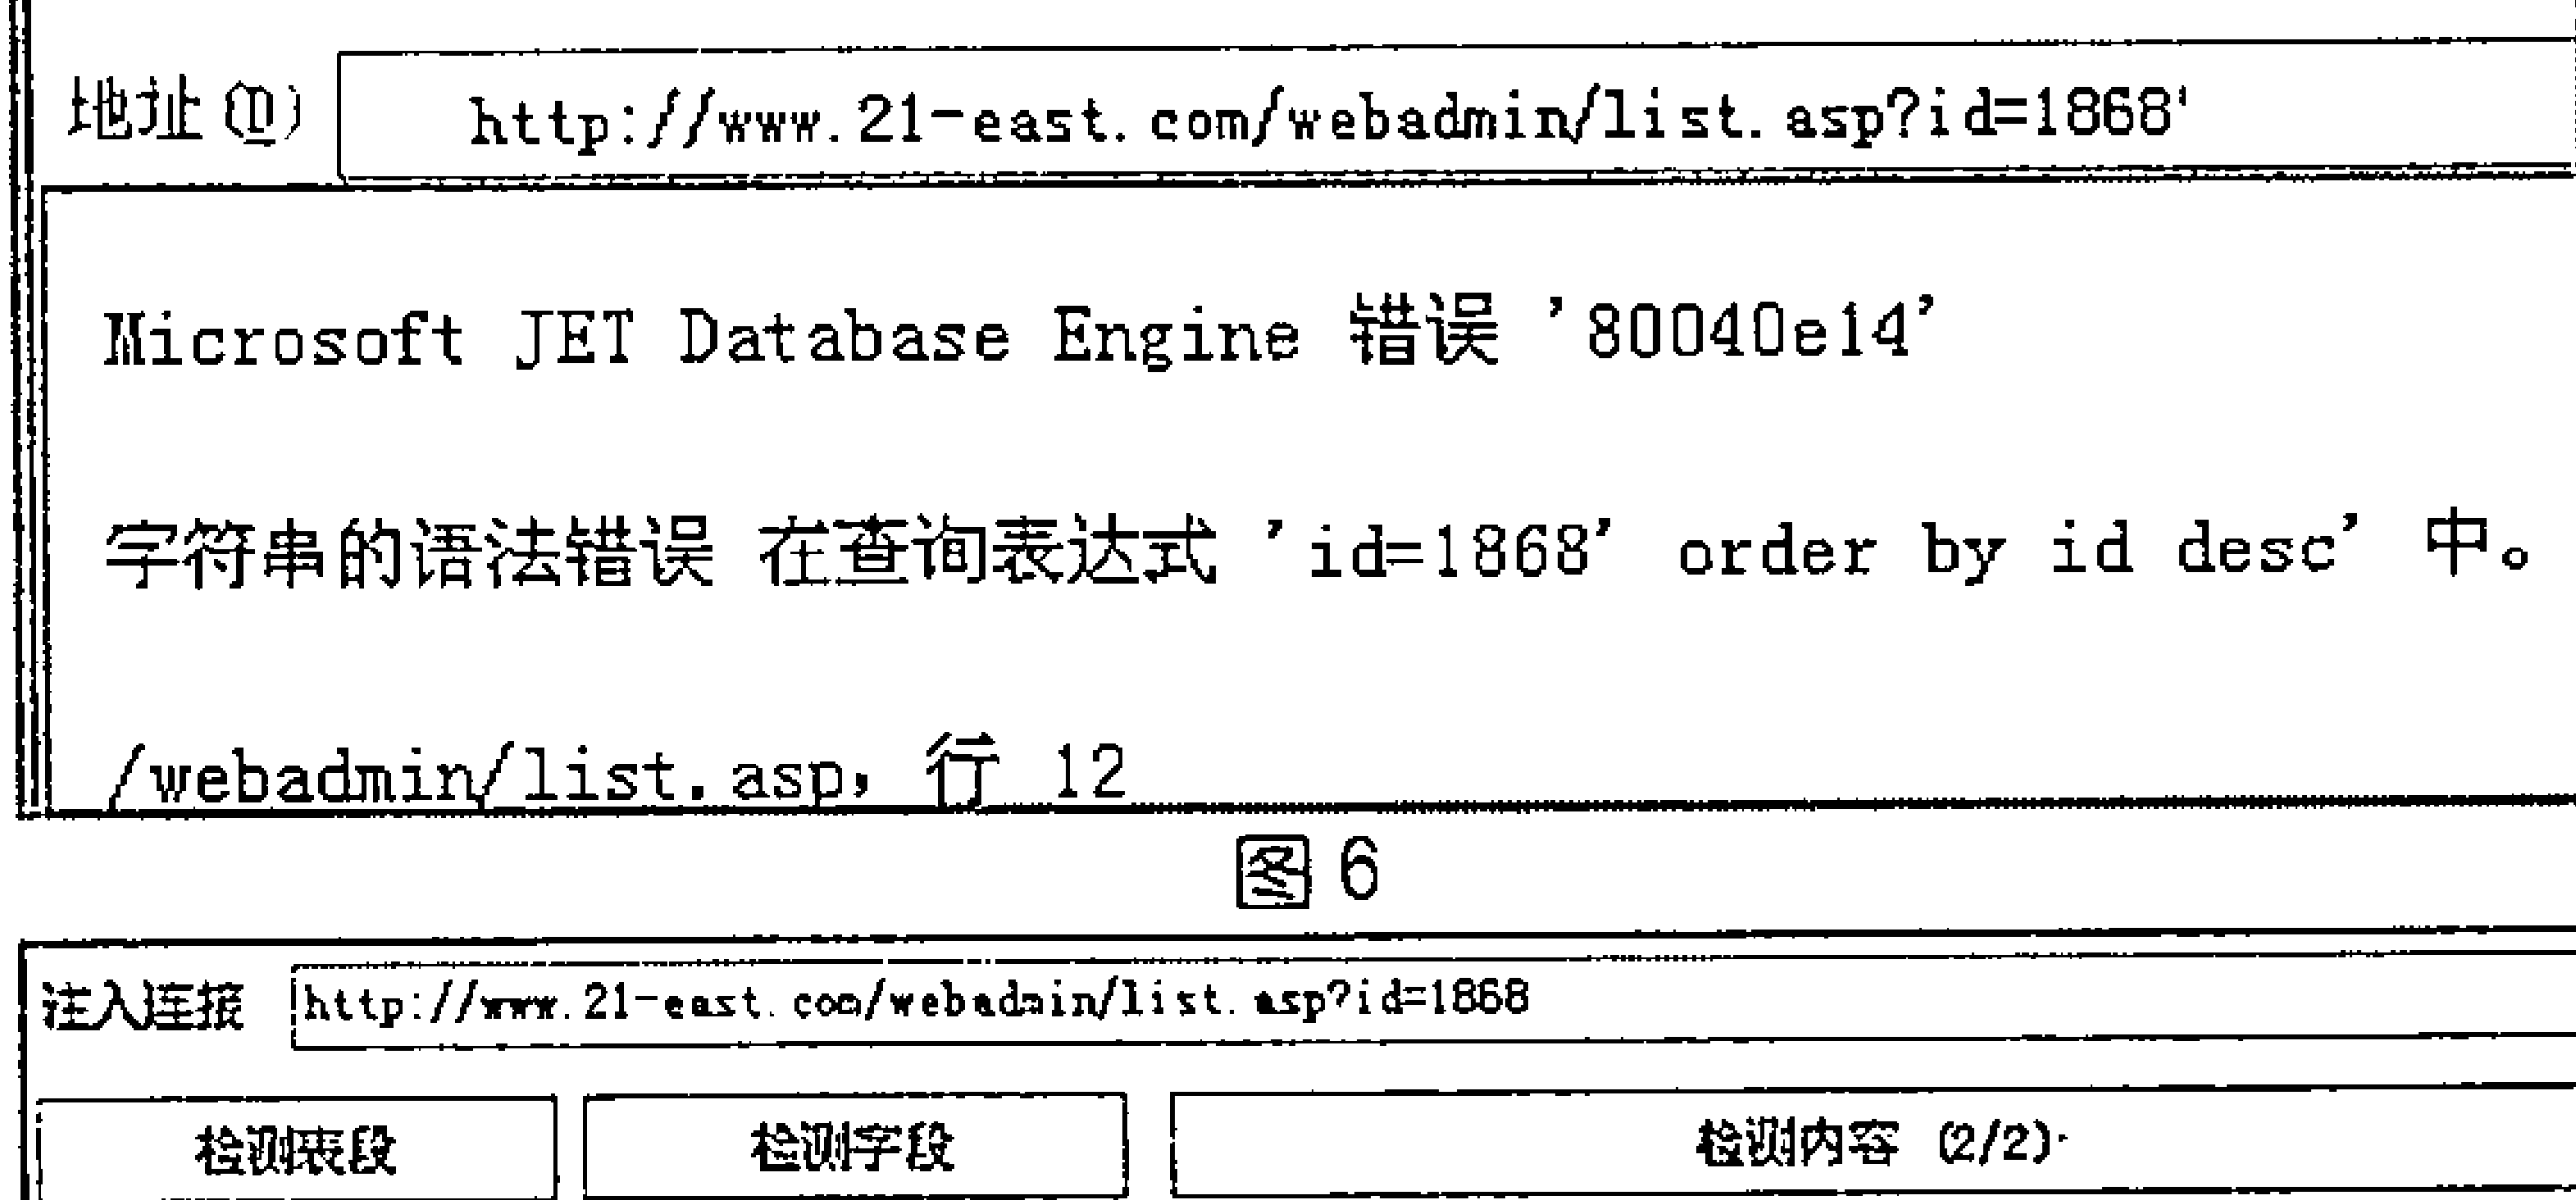 地址(D) http://www.21-east.com/webadmin/list.asp?id=1868'
Microsoft JET Database Engine 错误 '80040e14'
字符串的语法错误 在查询表达式 'id=1868' order by id desc' 中。
/webadmin/list.asp，行 12
图 6
注入连接 http://www.21-east.com/webadmin/list.asp?id=1868
检测表段 检测字段 检测内容 (2/2)